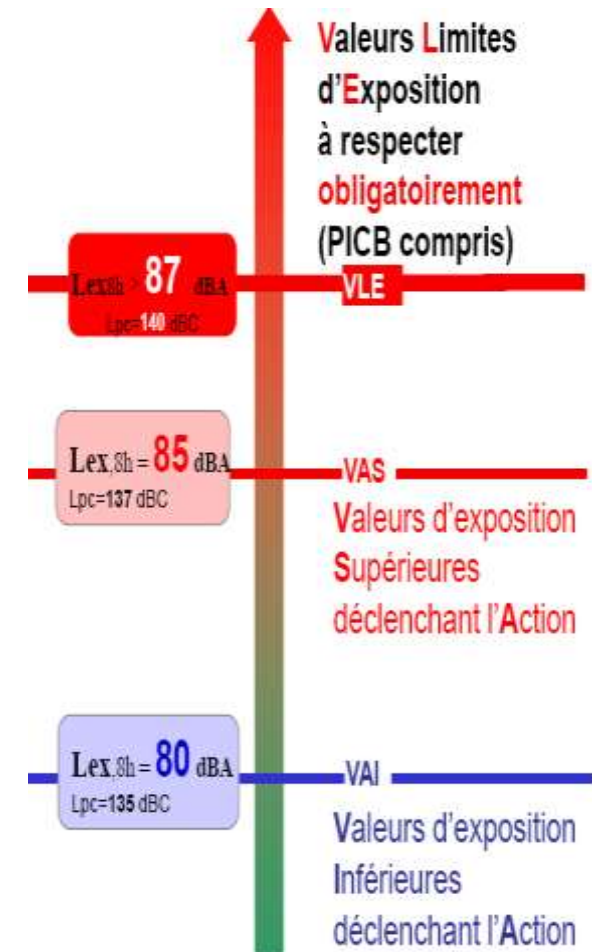 Valeurs Limites
d'Exposition
à respecter
obligatoirement
(PICB compris)
Lex8h > 87 dBA
Lpc=140 dBC
VLE
Lex,8h = 85 dBA
Lpc=137 dBC
VAS
Valeurs d'exposition
Supérieures
déclenchant l'Action
Lex,8h = 80 dBA
Lpc=135 dBC
VAI
Valeurs d'exposition
Inférieures
déclenchant l'Action